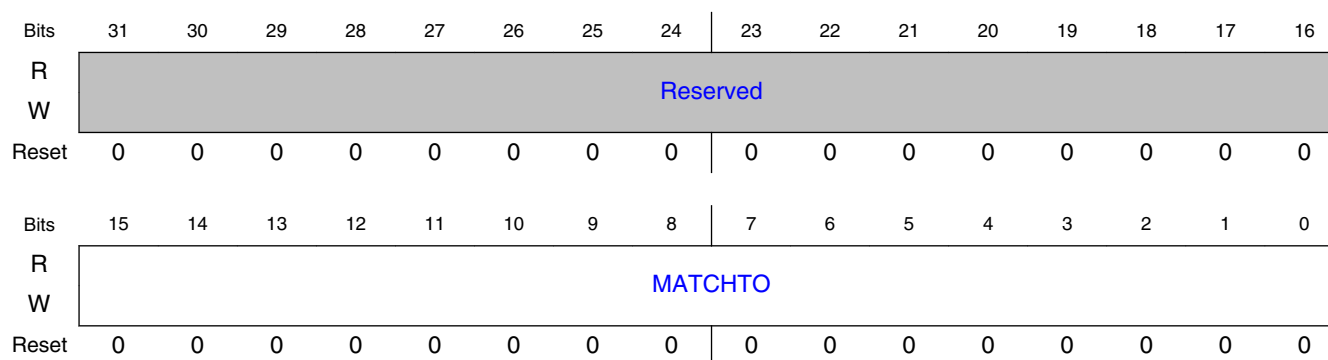 Bits 31 30 29 28 27 26 25 24 23 22 21 20 19 18 17 16
R
Reserved
W
Reset 0 0 0 0 0 0 0 0 0 0 0 0 0 0 0 0
Bits 15 14 13 12 11 10 9 8 7 6 5 4 3 2 1 0
R
MATCHTO
W
Reset 0 0 0 0 0 0 0 0 0 0 0 0 0 0 0 0